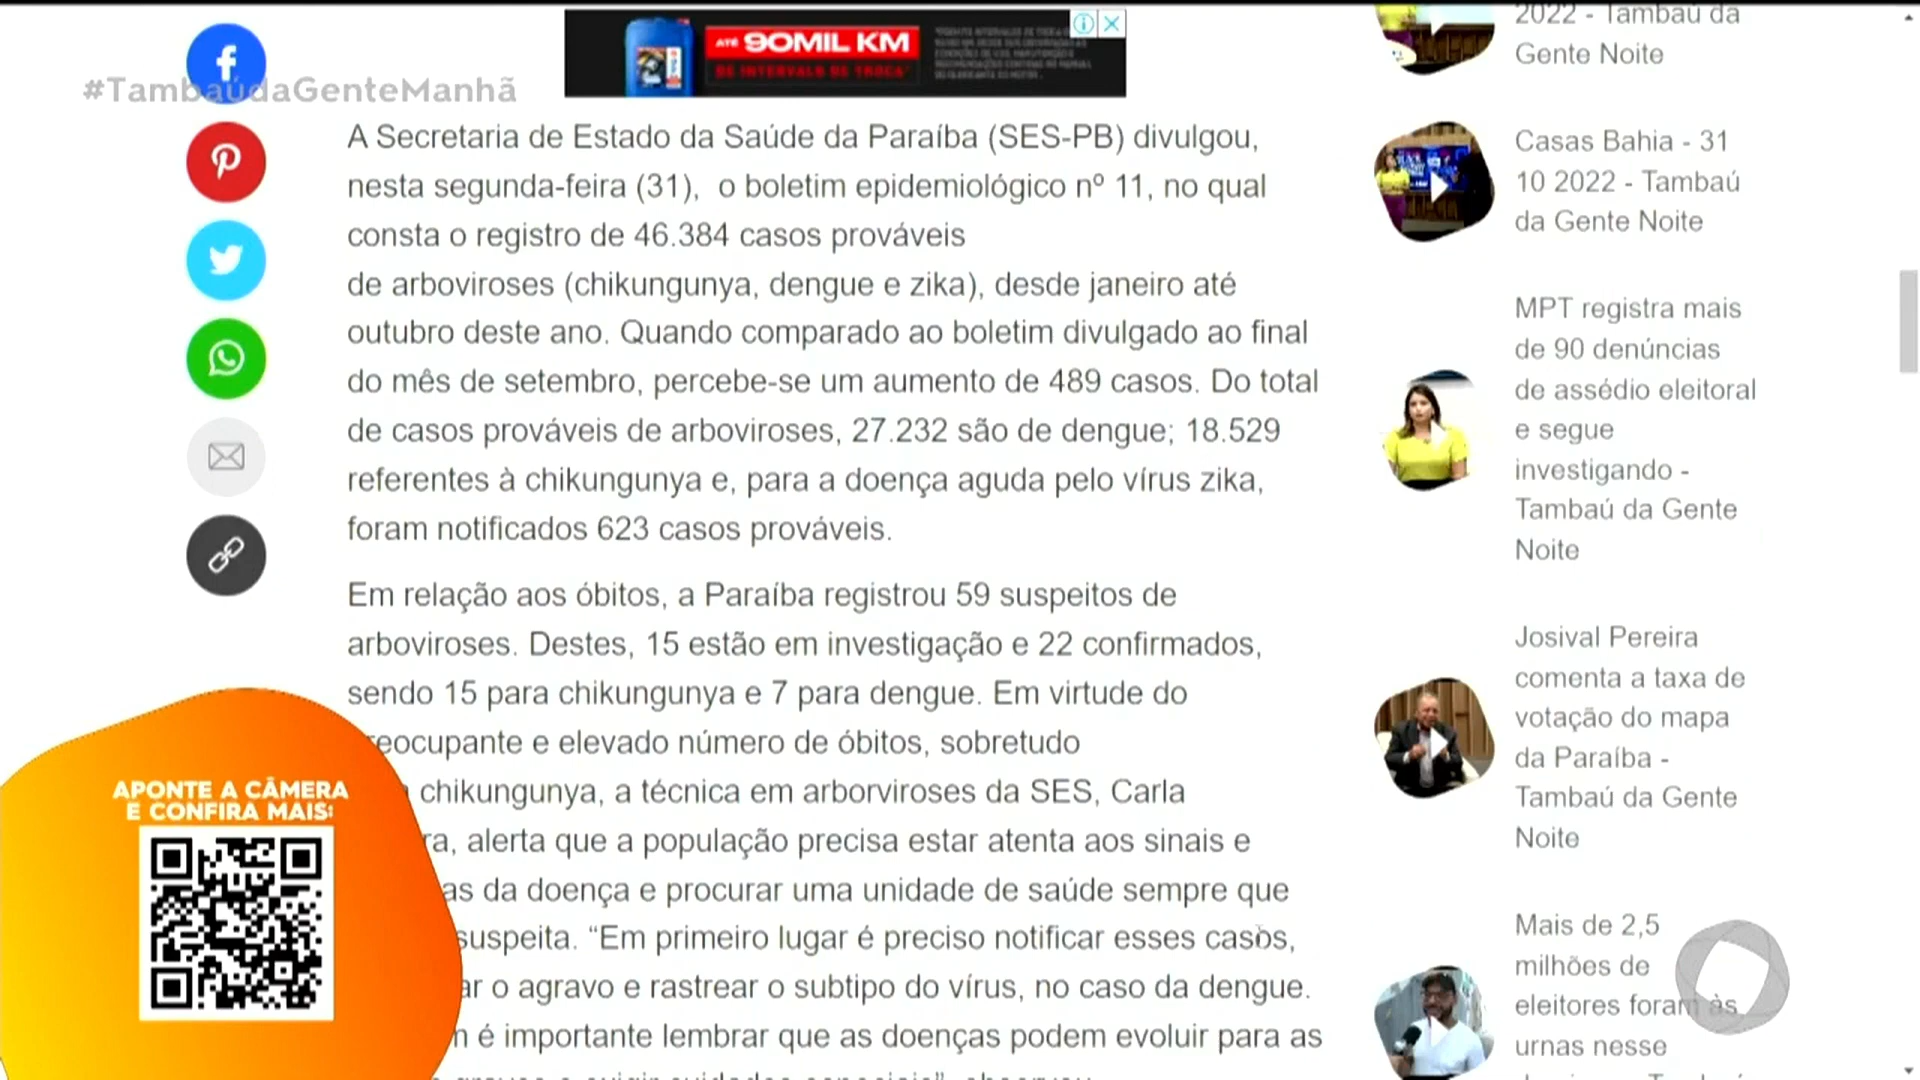 #TambaúdaGenteManhã
ATÉ 90MIL KM
DE INTERVALO DE TROCA*
A Secretaria de Estado da Saúde da Paraíba (SES-PB) divulgou,
nesta segunda-feira (31), o boletim epidemiológico nº 11, no qual
consta o registro de 46.384 casos prováveis
de arboviroses (chikungunya, dengue e zika), desde janeiro até
outubro deste ano. Quando comparado ao boletim divulgado ao final
do mês de setembro, percebe-se um aumento de 489 casos. Do total
de casos prováveis de arboviroses, 27.232 são de dengue; 18.529
referentes à chikungunya e, para a doença aguda pelo vírus zika,
foram notificados 623 casos prováveis.
Em relação aos óbitos, a Paraíba registrou 59 suspeitos de
arboviroses. Destes, 15 estão em investigação e 22 confirmados,
sendo 15 para chikungunya e 7 para dengue. Em virtude do
reocupante e elevado número de óbitos, sobretudo
chikungunya, a técnica em arborviroses da SES, Carla
ra, alerta que a população precisa estar atenta aos sinais e
as da doença e procurar uma unidade de saúde sempre que
suspeita. “Em primeiro lugar é preciso notificar esses casos,
ar o agravo e rastrear o subtipo do vírus, no caso da dengue.
é importante lembrar que as doenças podem evoluir para as
APONTE A CÂMERA
E CONFIRA MAIS:
2022 - Tambaú da
Gente Noite
Casas Bahia - 31
10 2022 - Tambaú
da Gente Noite
MPT registra mais
de 90 denúncias
de assédio eleitoral
e segue
investigando -
Tambaú da Gente
Noite
Josival Pereira
comenta a taxa de
votação do mapa
da Paraíba -
Tambaú da Gente
Noite
Mais de 2,5
milhões de
eleitores foram às
urnas nesse